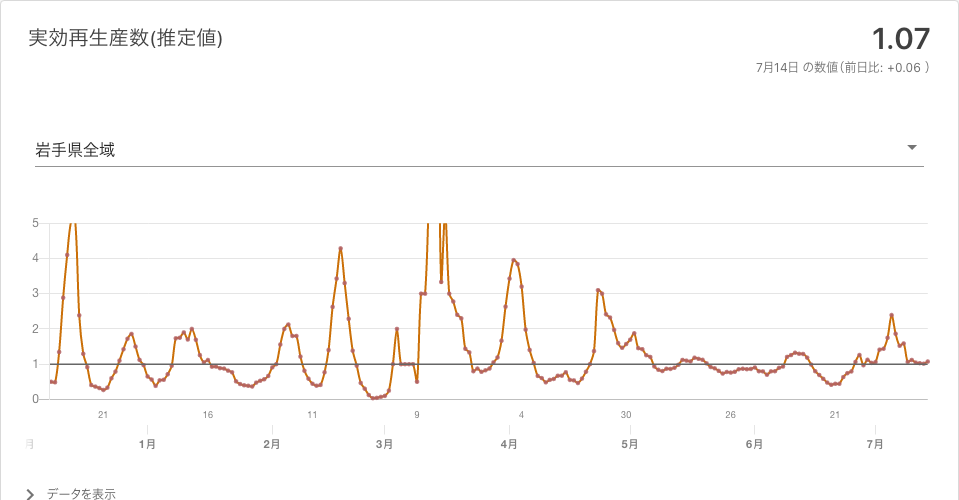 実効再生産数(推定値)
1.07
7月14日 の数値（前日比: +0.06 ）
岩手県全域
5
4
3
2
1
0
21 16 11 9 4 30 26 21
月 1月 2月 3月 4月 5月 6月 7月
データを表示